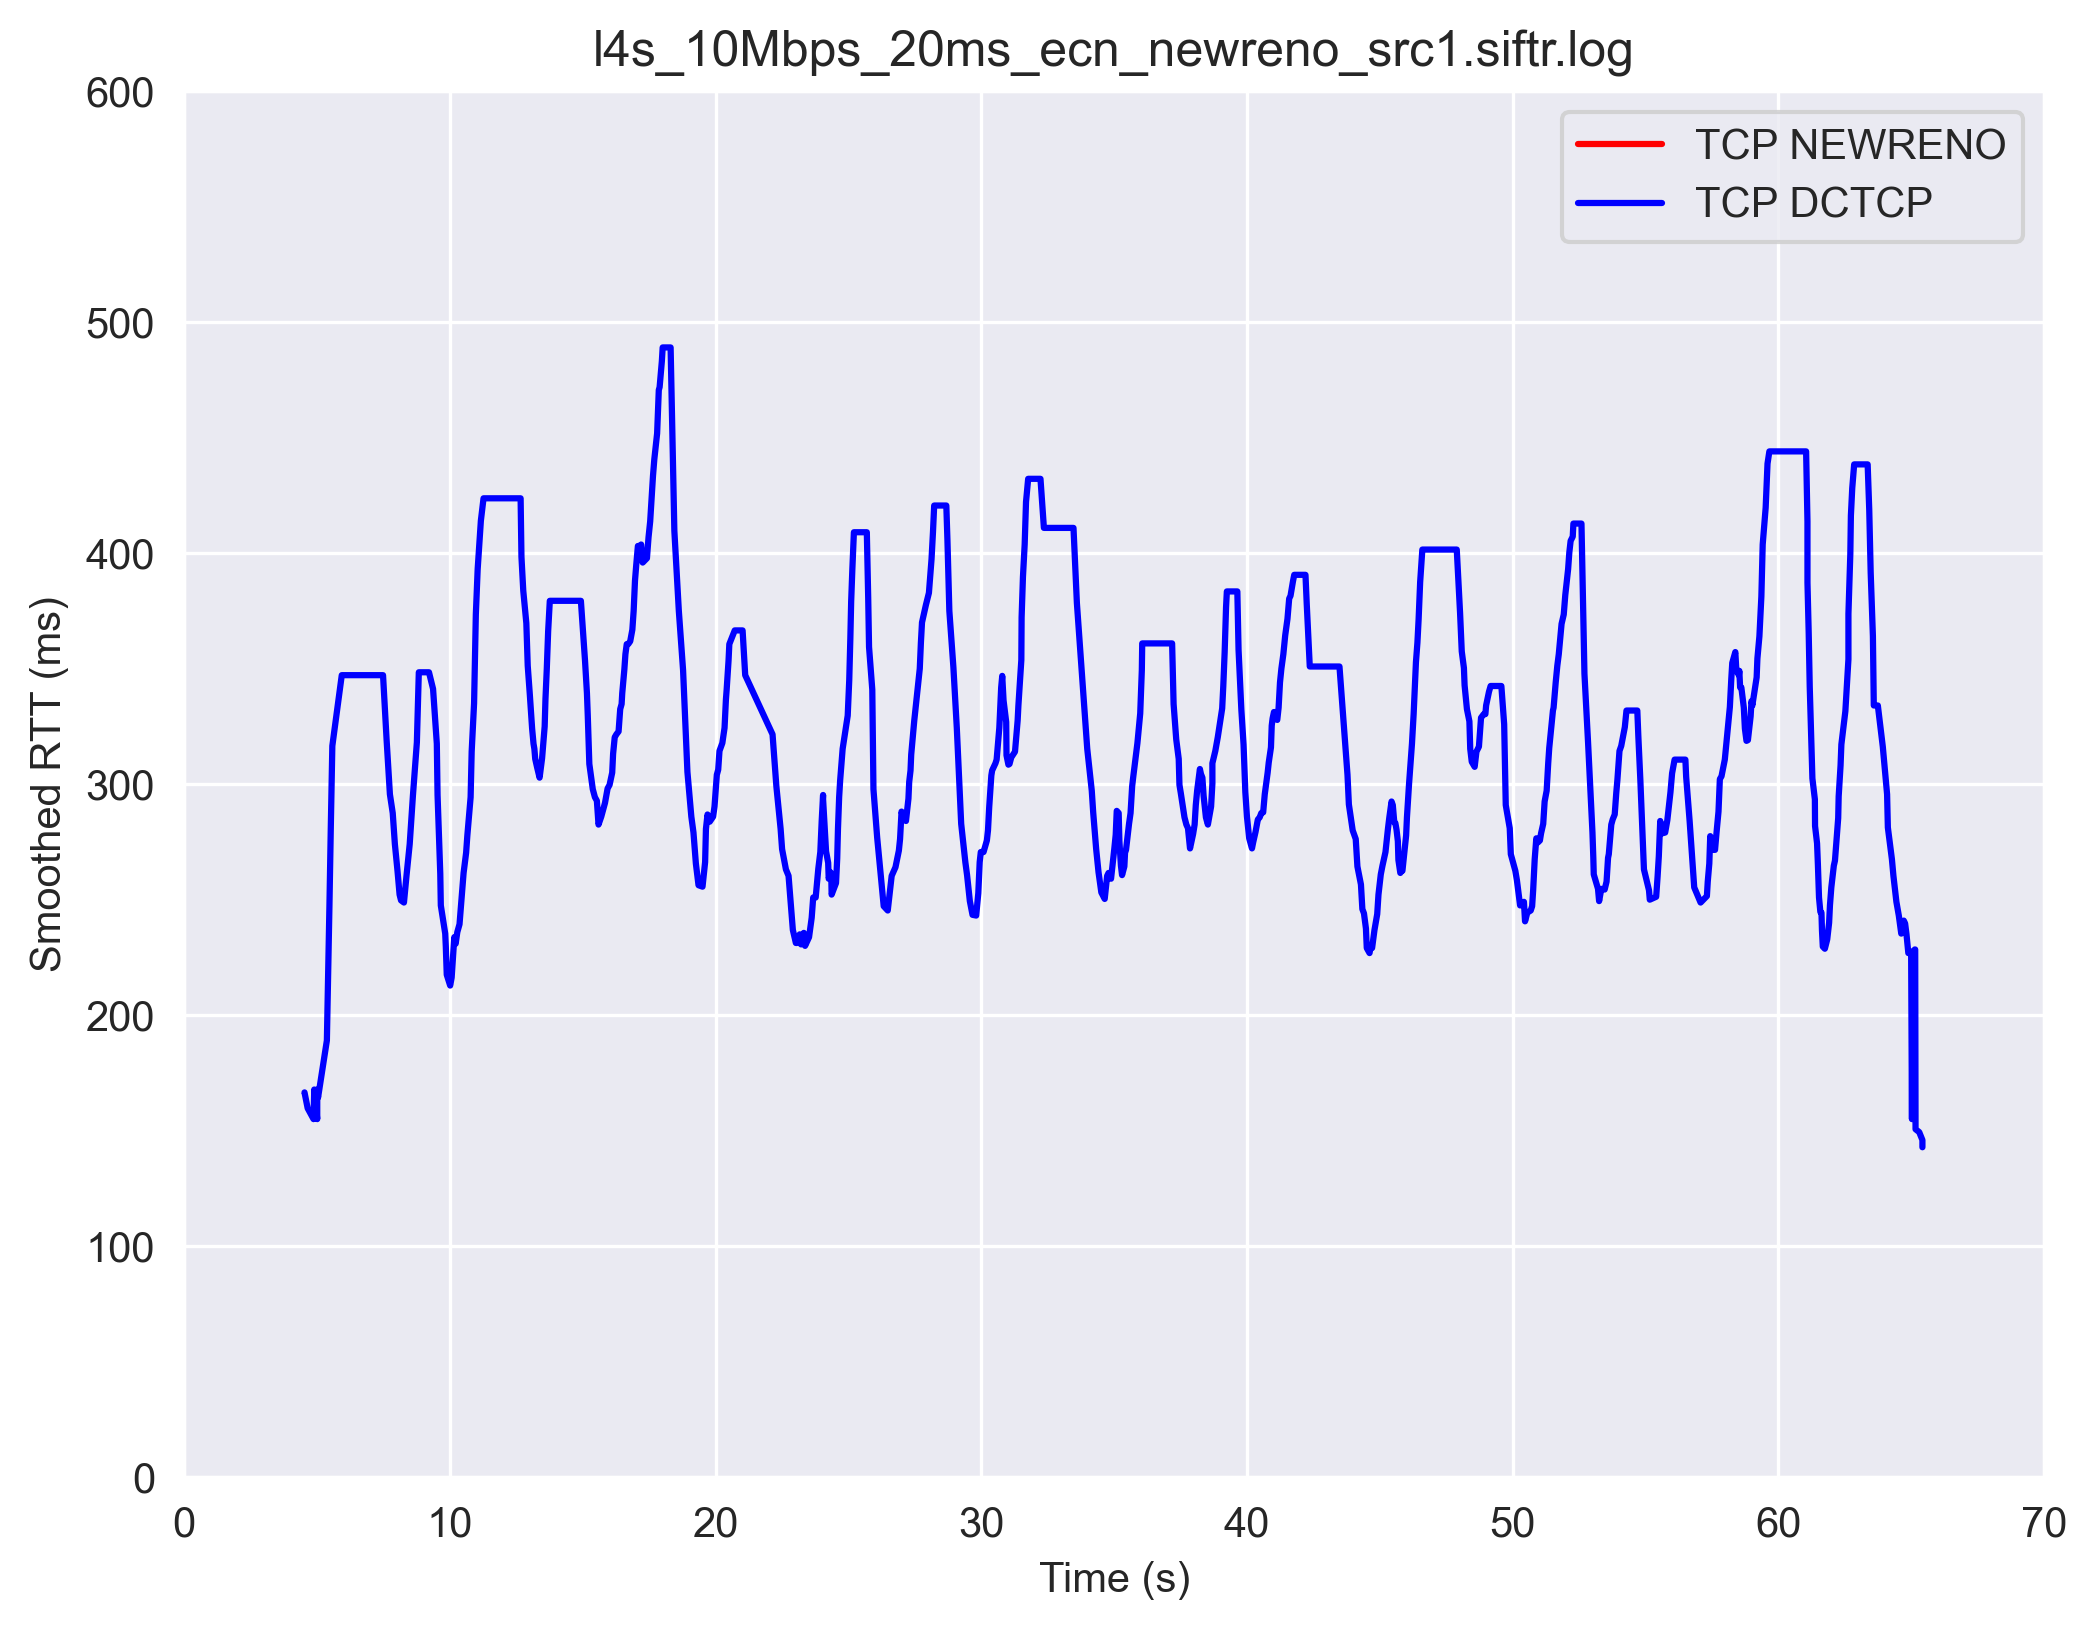 l4s_10Mbps_20ms_ecn_newreno_src1.siftr.log
600
500
400
300
200
100
0
Smoothed RTT (ms)
TCP NEWRENO
TCP DCTCP
0 10 20 30 40 50 60 70
Time (s)